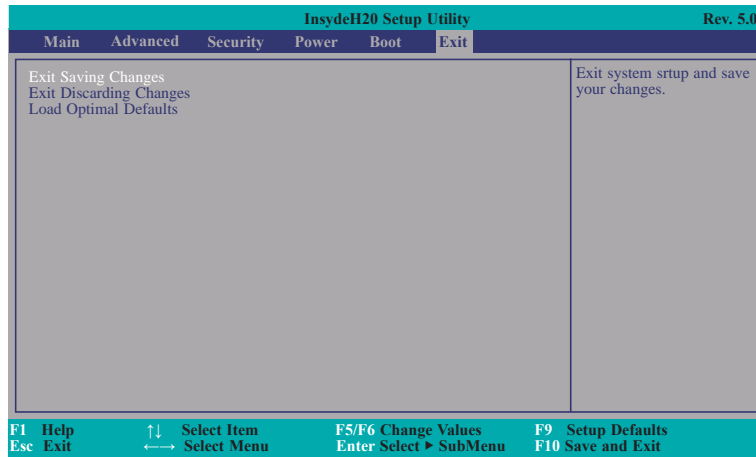 InsydeH20 Setup Utility Rev. 5.0
Main Advanced Security Power Boot Exit
Exit Saving Changes
Exit Discarding Changes
Load Optimal Defaults
Exit system srtup and save
your changes.
F1 Help ↑↓ Select Item F5/F6 Change Values F9 Setup Defaults
Esc Exit ←→ Select Menu Enter Select ▶ SubMenu F10 Save and Exit